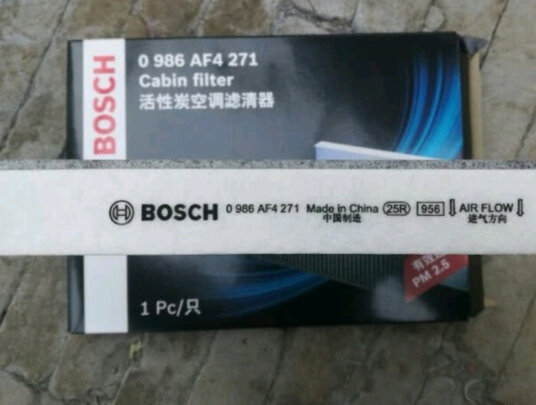 BOSCH
0 986 AF4 271
Cabin filter
活性炭空调滤清器
BOSCH 0 986 AF4 271 Made in China 25R 956 AIR FLOW
中国制造 进气方向
有效
PM 2.5
1 Pc/只